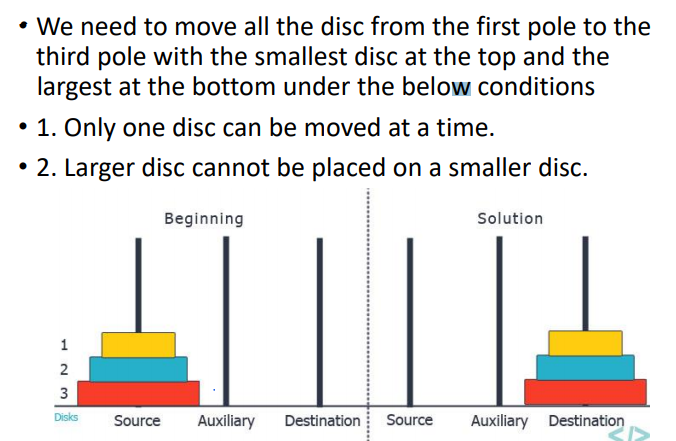 • We need to move all the disc from the first pole to the
third pole with the smallest disc at the top and the
largest at the bottom under the below conditions
• 1. Only one disc can be moved at a time.
• 2. Larger disc cannot be placed on a smaller disc.
Beginning
Solution
1
2
3
Disks
Source Auxiliary Destination
Source Auxiliary Destination
</>